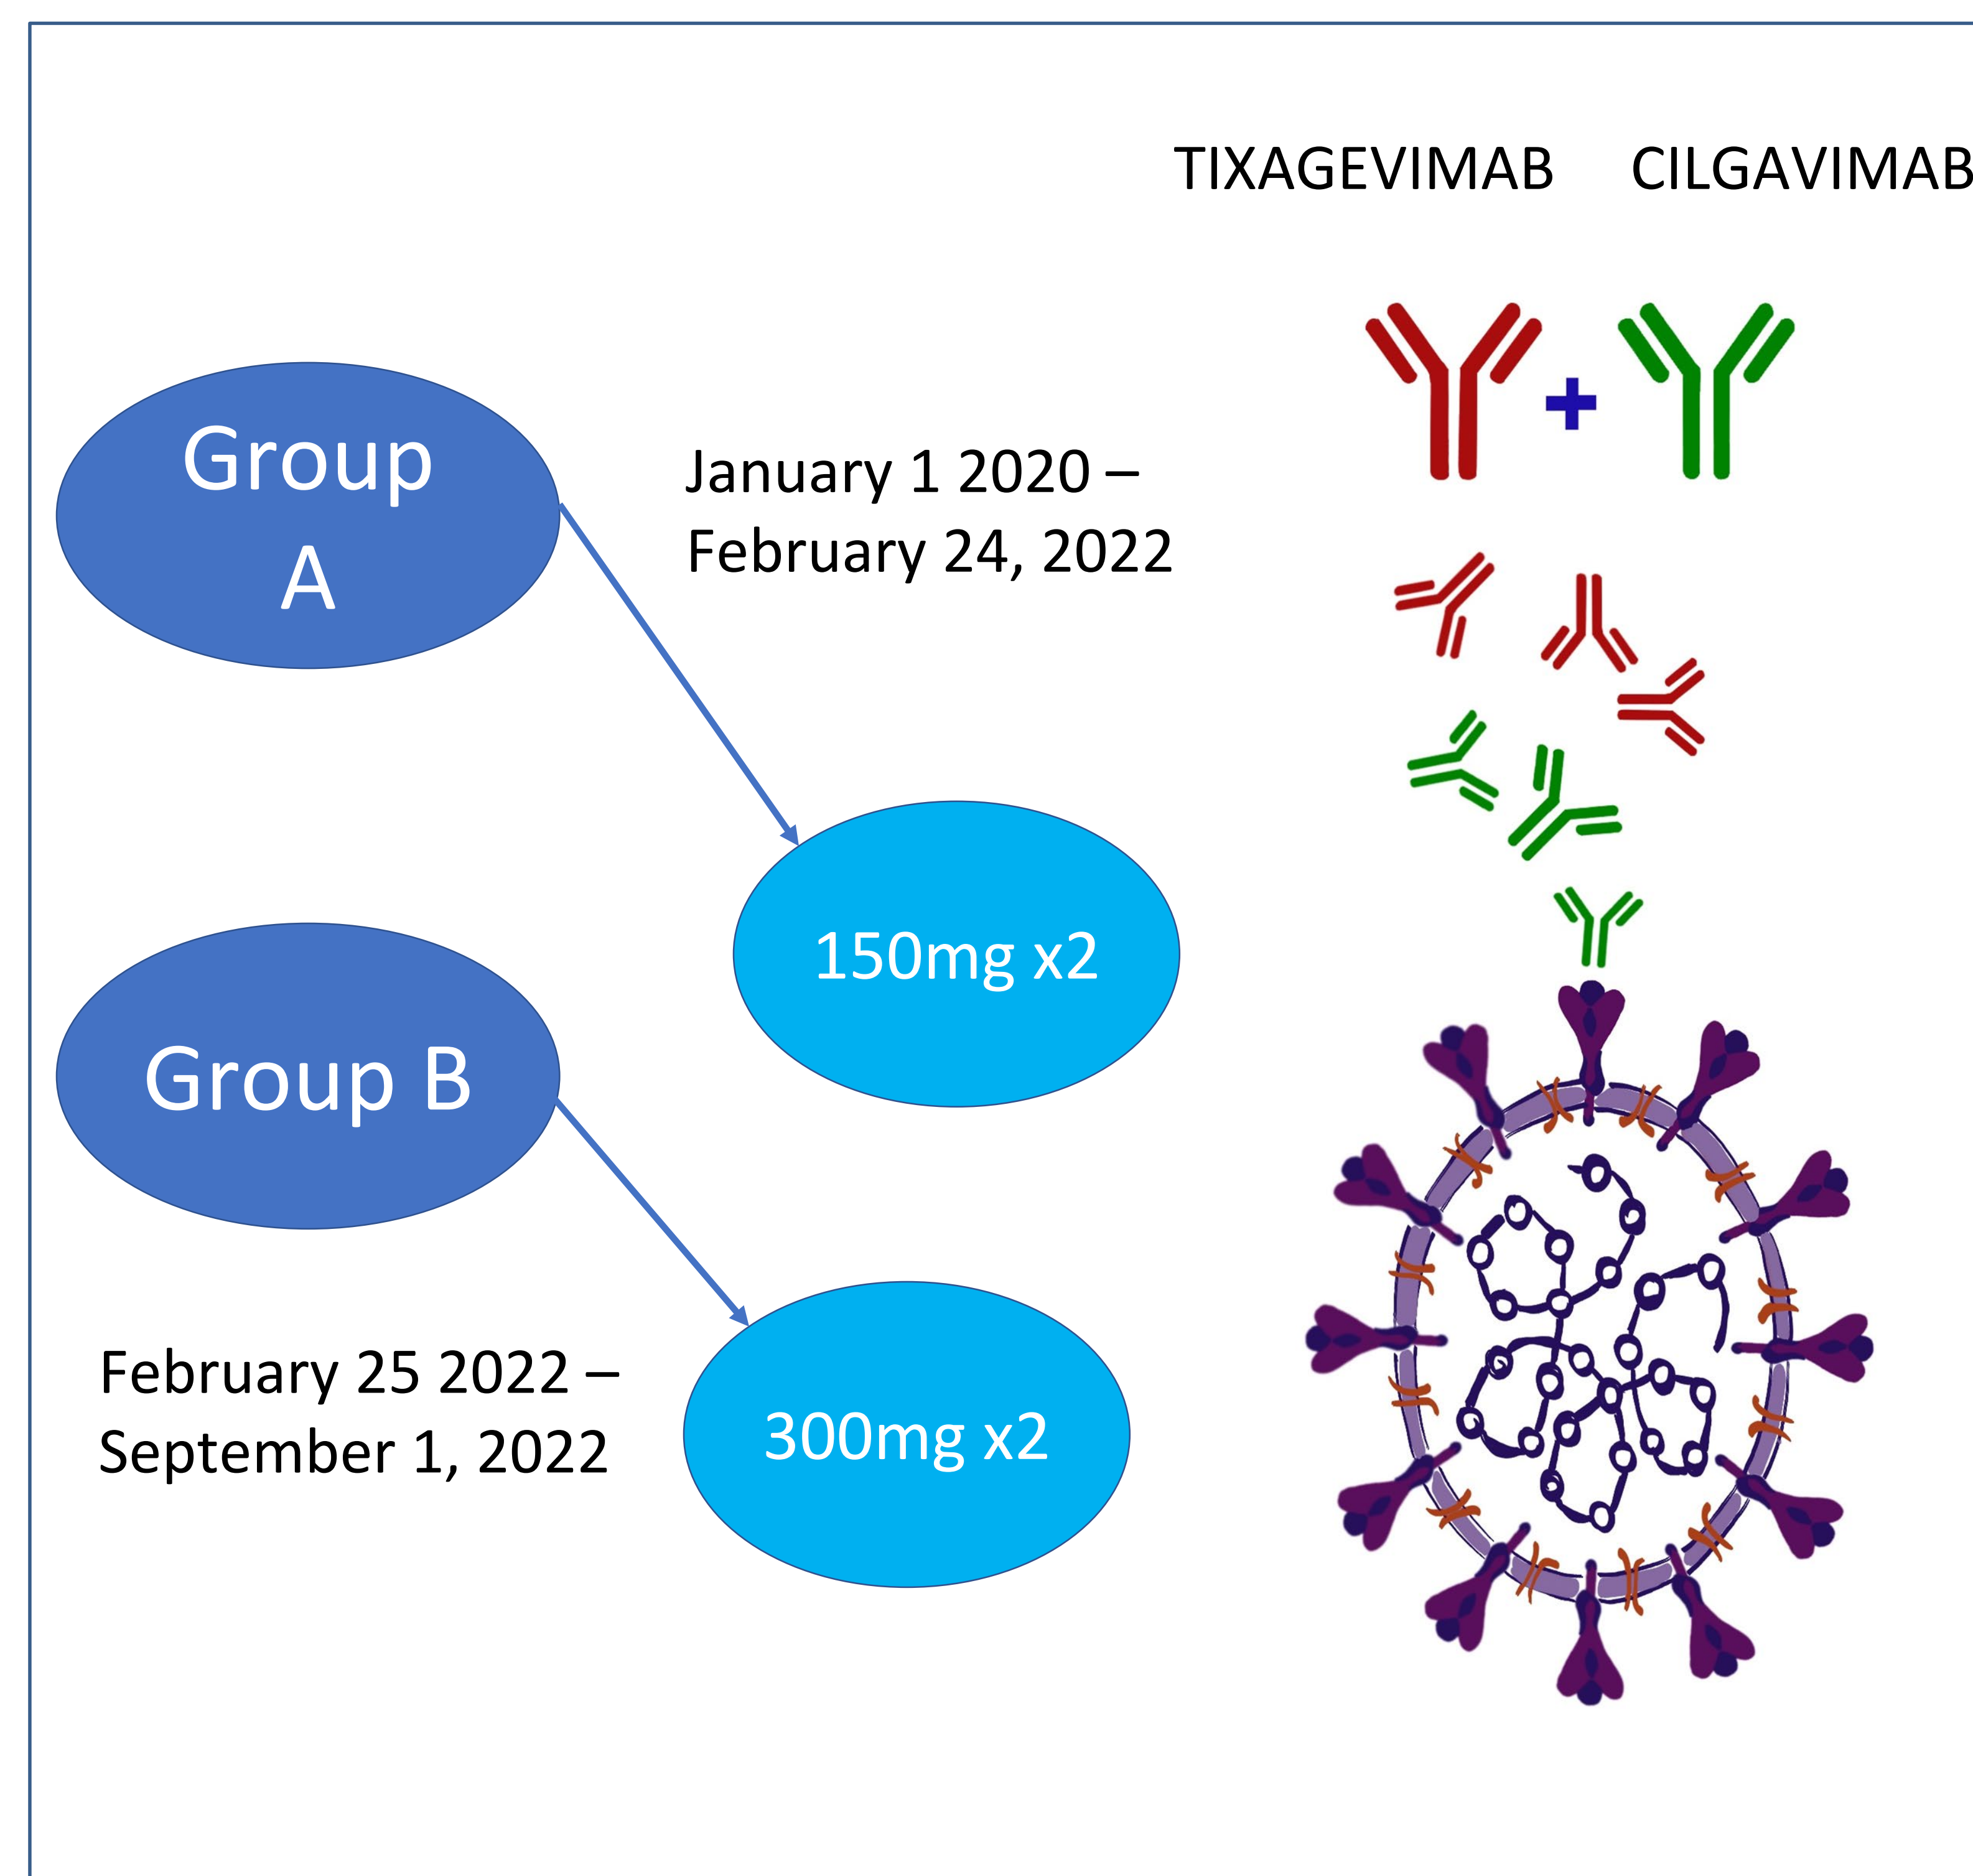 TIXAGEVIMAB CILGAVIMAB
Group
A
January 1 2020 –
February 24, 2022
150mg x2
Group B
February 25 2022 –
September 1, 2022
300mg x2